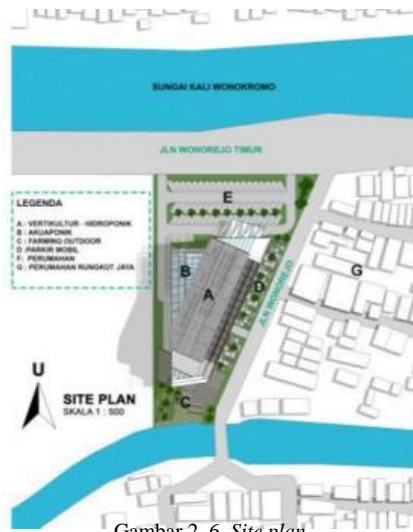 SUNGAI KALI WONOKROMO
JLN WONOREJO TIMUR
LEGENDA
A : VERTIKULTUR - HIDROPONIK
B : AKUAPONIK
C : FARMING OUTDOOR
D :PARKIR MOBIL
F: PERUMAHAN
G : PERUMAHAN RUNGKUT JAYA
E
B
A
D
G
C
JLN WONOREJO
U
SITE PLAN
SKALA 1 : 500
Gambar 2. 6. Site plan